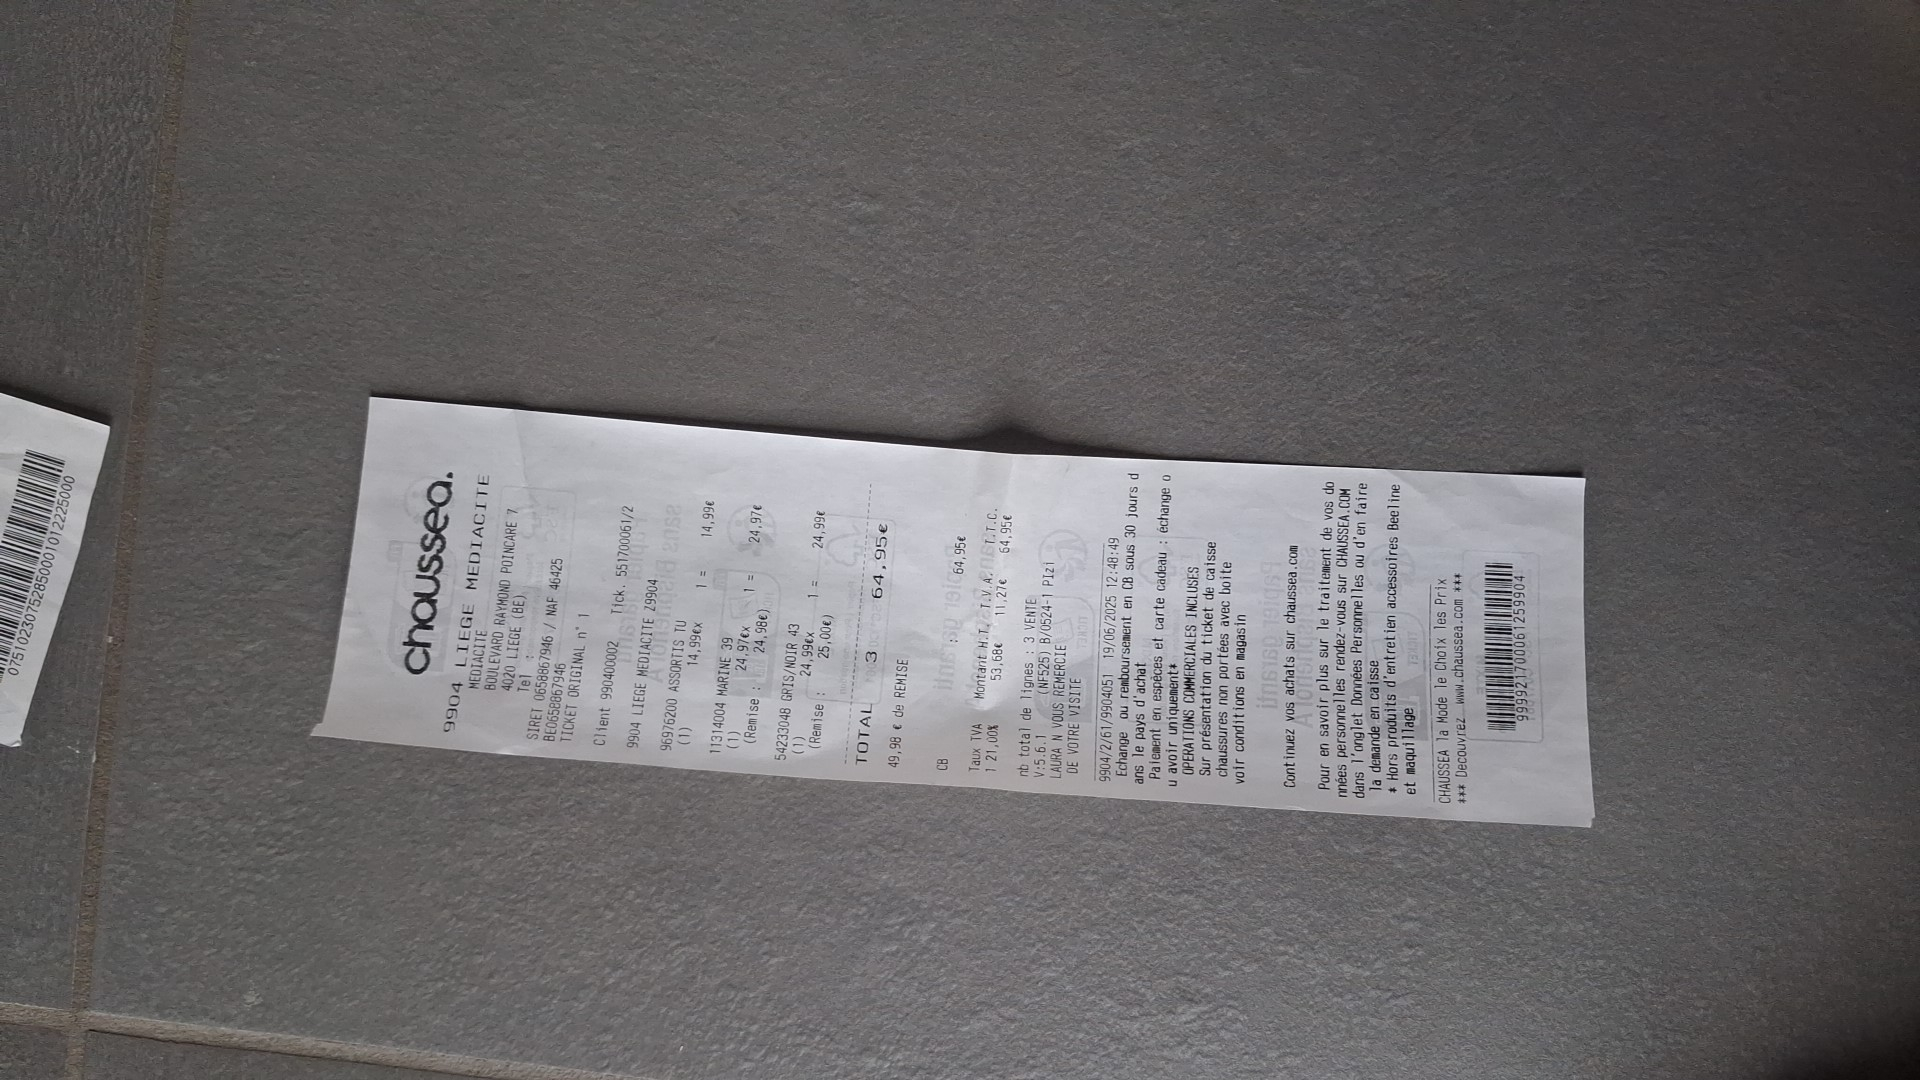 chaussea.
9904 LIEGE MEDIACITE
MEDIACITE
BOULEVARD RAYMOND POINCARE 7
4020 LIEGE (BE),
Tel :
SIRET 0658867946 / NAF 46425
BE0658867946
TICKET ORIGINAL n° 1
Client 990400002 Tick. 5517000061/2
9904 LIEGE MEDIACITE Z9904
96976200 ASSORTIS TU
(1) 14,99€x 1 = 14,99€
11314004 MARINE 39
(1) 24,97€x 1 = 24,97€
(Remise : 24,98€)
54233048 GRIS/NOIR 43
(1) 24,99€x 1 = 24,99€
(Remise : 25,00€)
TOTAL 3 64,95€
49,98 € de REMISE
CB : 64,95€
Taux TVA Montant H.T. T.V.A. T.T.C.
1 21,00% 53,68€ 11,27€ 64,95€
nb total de lignes : 3 VENTE
V:5.6.1 (NF525) B/0524-1 PIzi
LAURA N VOUS REMERCIE
DE VOTRE VISITE
9904/2/61/9904051 19/06/2025 12:48:49
Echange ou remboursement en CB sous 30 jours d
ans le pays d'achat
Paiement en espèces et carte cadeau : échange o
u avoir uniquement*
OPERATIONS COMMERCIALES INCLUSES
Sur présentation du ticket de caisse
chaussures non portées avec boite
voir conditions en magasin
Continuez vos achats sur chaussea.com
Pour en savoir plus sur le traitement de vos do
nnées personnelles rendez-vous sur CHAUSSEA.COM
dans l'onglet Données Personnelles ou d'en faire
la demande en caisse
* Hors produits d'entretien accessoires Beeline
et maquillage
CHAUSSEA la Mode le Choix les Prix
*** Decouvrez www.chaussea.com ***
9999217000061259904
07510230752850001012225000